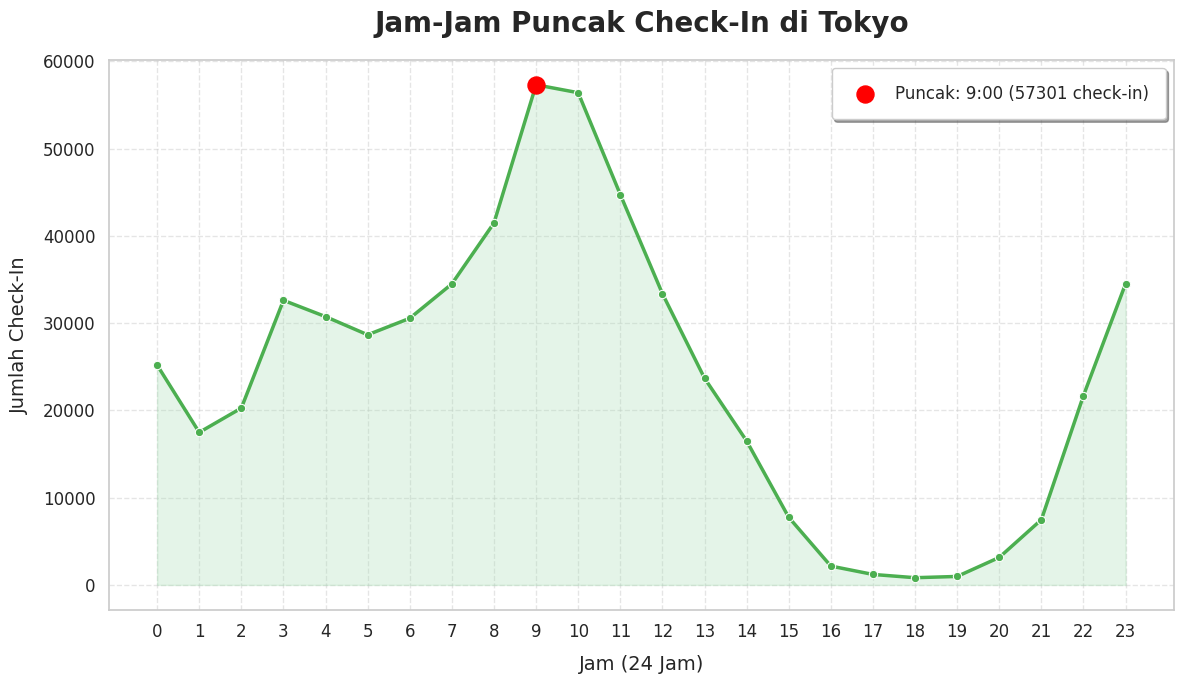 Jam-Jam Puncak Check-In di Tokyo
Puncak: 9:00 (57301 check-in)
Jumlah Check-In
60000
50000
40000
30000
20000
10000
0
0 1 2 3 4 5 6 7 8 9 10 11 12 13 14 15 16 17 18 19 20 21 22 23
Jam (24 Jam)